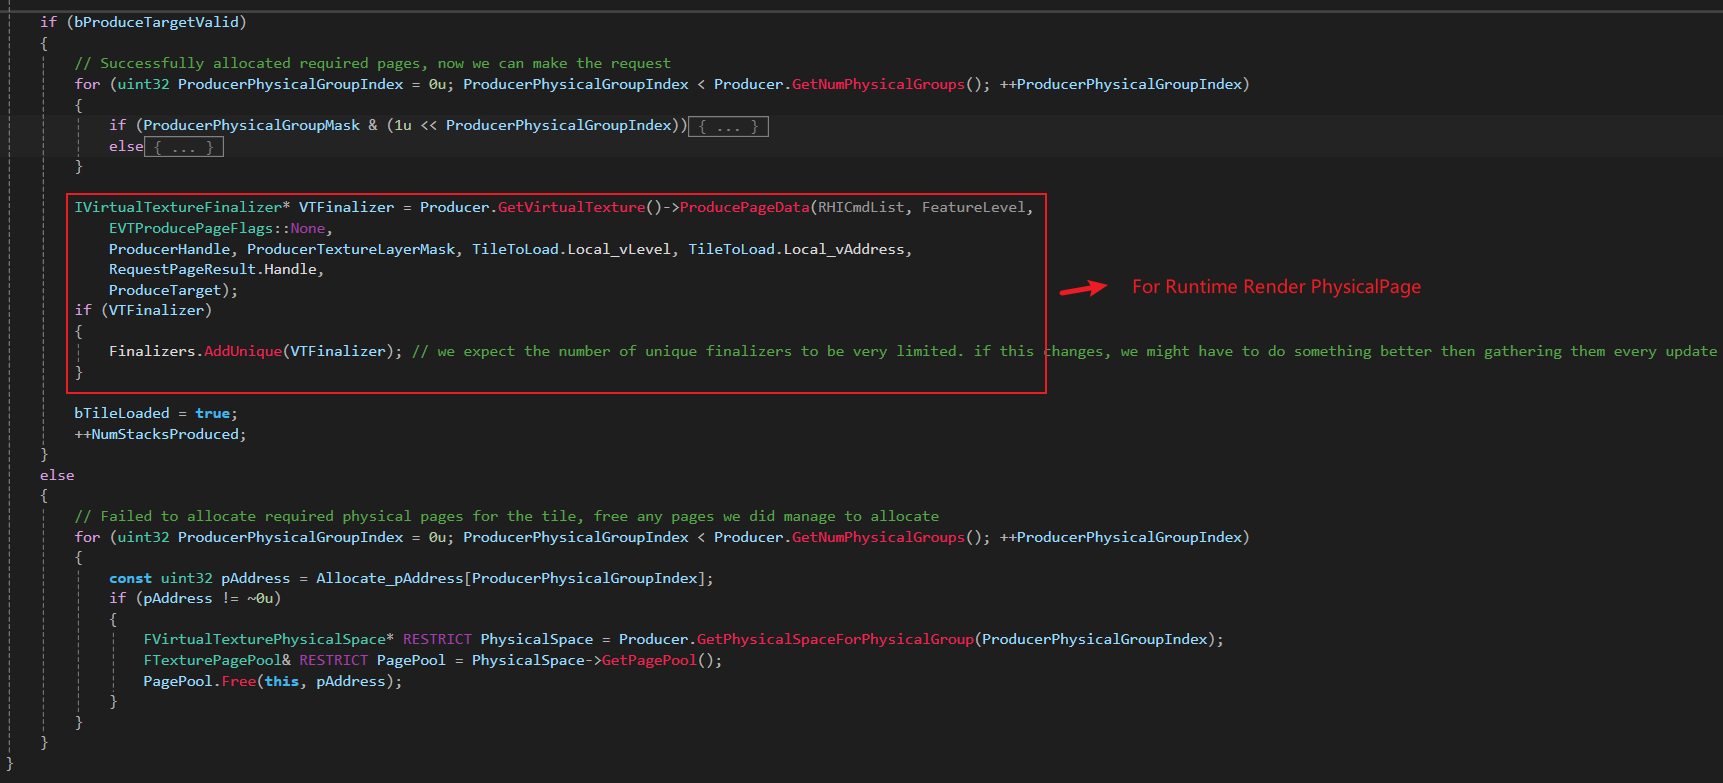 if (bProduceTargetValid)
{
// Successfully allocated required pages, now we can make the request
for (uint32 ProducerPhysicalGroupIndex = 0u; ProducerPhysicalGroupIndex < Producer.GetNumPhysicalGroups(); ++ProducerPhysicalGroupIndex)
{
if (ProducerPhysicalGroupMask & (1u << ProducerPhysicalGroupIndex)){ ... }
else{ ... }
}
IVirtualTextureFinalizer* VTFinalizer = Producer.GetVirtualTexture()->ProducePageData(RHICmdList, FeatureLevel,
EVTProducePageFlags::None,
ProducerHandle, ProducerTextureLayerMask, TileToLoad.Local_vLevel, TileToLoad.Local_vAddress,
RequestPageResult.Handle,
ProduceTarget);
For Runtime Render PhysicalPage
if (VTFinalizer)
{
Finalizers.AddUnique(VTFinalizer); // we expect the number of unique finalizers to be very limited. if this changes, we might have to do something better then gathering them every update
}
bTileLoaded = true;
++NumStacksProduced;
}
else
{
// Failed to allocate required physical pages for the tile, free any pages we did manage to allocate
for (uint32 ProducerPhysicalGroupIndex = 0u; ProducerPhysicalGroupIndex < Producer.GetNumPhysicalGroups(); ++ProducerPhysicalGroupIndex)
{
const uint32 pAddress = Allocate_pAddress[ProducerPhysicalGroupIndex];
if (pAddress != ~0u)
{
FVirtualTexturePhysicalSpace* RESTRICT PhysicalSpace = Producer.GetPhysicalSpaceForPhysicalGroup(ProducerPhysicalGroupIndex);
FTexturePagePool& RESTRICT PagePool = PhysicalSpace->GetPagePool();
PagePool.Free(this, pAddress);
}
}
}
}